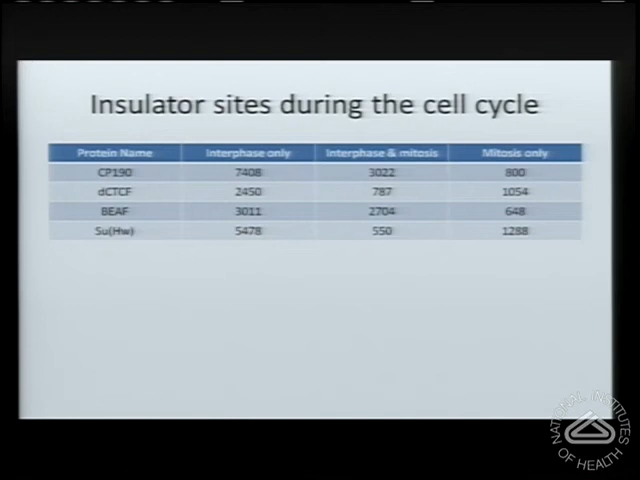 Insulator sites during the cell cycle
Protein Name Interphase only Interphase & mitosis Mitosis only
CP190 7408 3022 800
dCTCF 2450 787 1054
BEAF 3011 2704 648
Su(Hw) 5478 550 1288
NATIONAL INSTITUTES
OF HEALTH